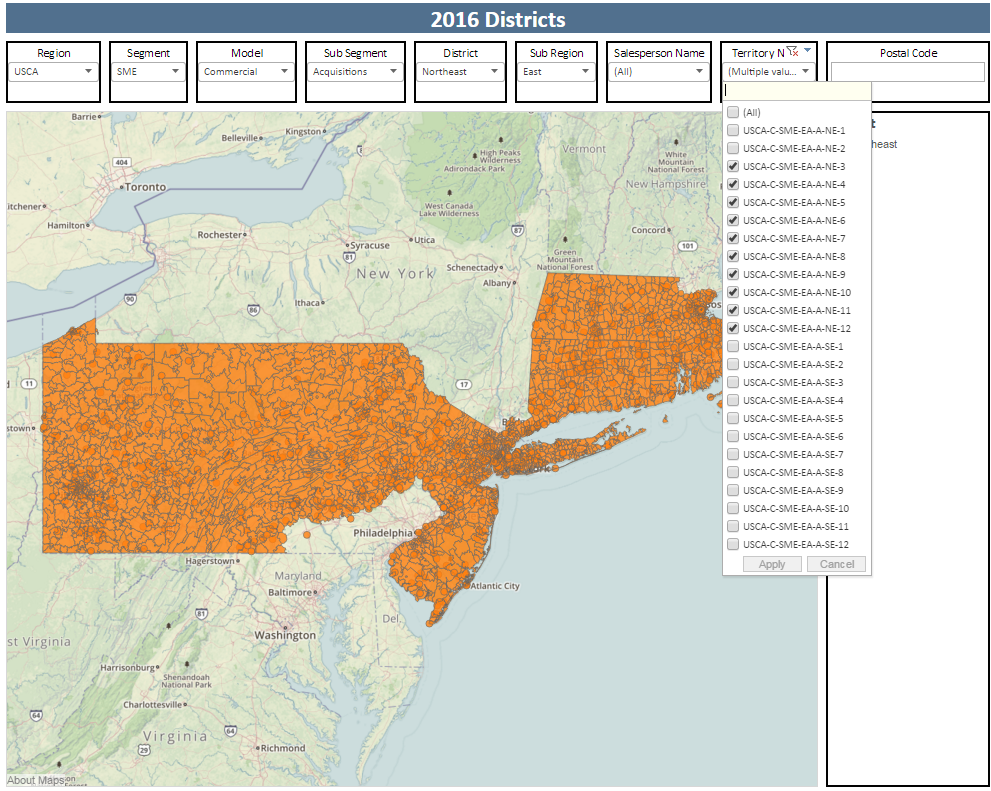 2016 Districts
Region
Segment
Model
Sub Segment
District
Sub Region
Salesperson Name
Territory N
Postal Code
USCA
SME
Commercial
Acquisitions
Northeast
East
(All)
(Multiple valu...
(All)
USCA-C-SME-EA-A-NE-1
USCA-C-SME-EA-A-NE-2
USCA-C-SME-EA-A-NE-3
USCA-C-SME-EA-A-NE-4
USCA-C-SME-EA-A-NE-5
USCA-C-SME-EA-A-NE-6
USCA-C-SME-EA-A-NE-7
USCA-C-SME-EA-A-NE-8
USCA-C-SME-EA-A-NE-9
USCA-C-SME-EA-A-NE-10
USCA-C-SME-EA-A-NE-11
USCA-C-SME-EA-A-NE-12
USCA-C-SME-EA-A-SE-1
USCA-C-SME-EA-A-SE-2
USCA-C-SME-EA-A-SE-3
USCA-C-SME-EA-A-SE-4
USCA-C-SME-EA-A-SE-5
USCA-C-SME-EA-A-SE-6
USCA-C-SME-EA-A-SE-7
USCA-C-SME-EA-A-SE-8
USCA-C-SME-EA-A-SE-9
USCA-C-SME-EA-A-SE-10
USCA-C-SME-EA-A-SE-11
USCA-C-SME-EA-A-SE-12
Apply
Cancel
t
heast
Barrie
Belleville
Kingston
404
Toronto
High Peaks
Wilderness
Adirondack Park
Vermont
White
Mountain
National Forest
New Hampshire
itchener
Hamilton
West Canada
Lake Wilderness
Rochester
Syracuse
Utica
87
Concord
101
81
New York
Schenectady
Albany
Green
Mountain
National Forest
90
86
Ithaca
Bos
11
17
stown
Philadelphia
Hagerstown
Maryland
Baltimore
Atlantic City
81
Washington
Del.
st Virginia
Harrisonburg
Shenandoah
National Park
Charlottesville
64
64
Virginia
29
Richmond
About Maps
on